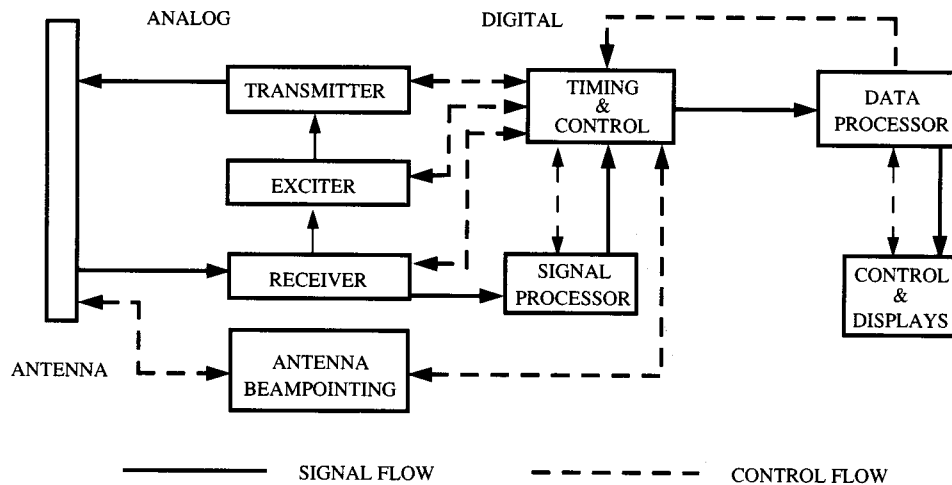 ANALOG
DIGITAL
TRANSMITTER
TIMING
&
CONTROL
DATA
PROCESSOR
EXCITER
RECEIVER
SIGNAL
PROCESSOR
CONTROL
&
DISPLAYS
ANTENNA
ANTENNA
BEAMPOINTING
SIGNAL FLOW
CONTROL FLOW